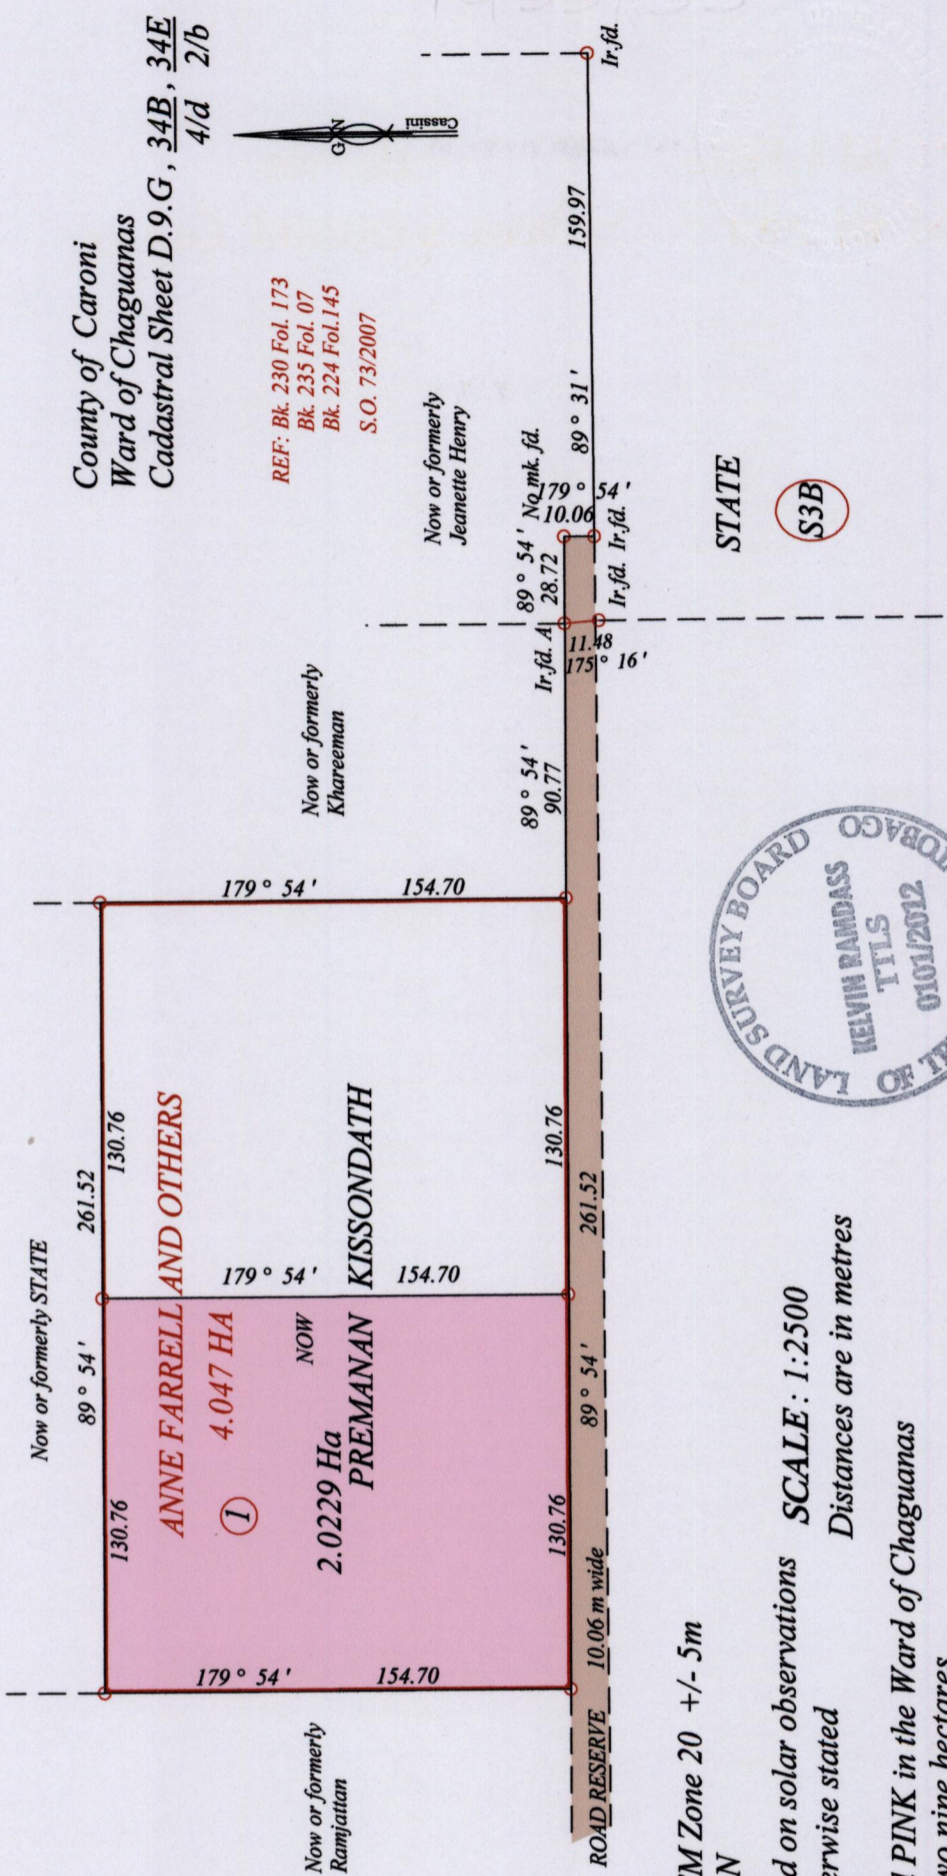 County of Caroni
Ward of Chaguanas
Cadastral Sheet D.9.G , 34B , 34E
4/d 2/b
G N
Cassini
REF: Bk. 230 Fol. 173
Bk. 235 Fol. 07
Bk. 224 Fol.145
S.O. 73/2007
Now or formerly STATE
89 ° 54 '
261.52
130.76
130.76
ANNE FARRELL AND OTHERS
1
4.047 HA
NOW
2.0229 Ha
PREMANAN KISSONDATH
179 ° 54 '
154.70
179 ° 54 '
154.70
179 ° 54 '
154.70
130.76
130.76
89 ° 54 '
261.52
Now or formerly
Ramjattan
Now or formerly
Khareeman
Now or formerly
Jeanette Henry
89 ° 54 '
90.77
Ir.fd. A
89 ° 54 '
28.72
No mk. fd.
179 ° 54 '
10.06
89 ° 31 '
159.97
Ir.fd.
11.48
175 ° 16 '
Ir.fd.
Ir.fd.
ROAD RESERVE
10.06 m wide
STATE
S3B
M Zone 20 +/- 5m
N
d on solar observations
erwise stated
SCALE : 1:2500
Distances are in metres
PINK in the Ward of Chaguanas
nine hectares
LAND SURVEY BOARD
OF
TOBAGO
KELVIN RAMDASS
TTLS
0101/2012